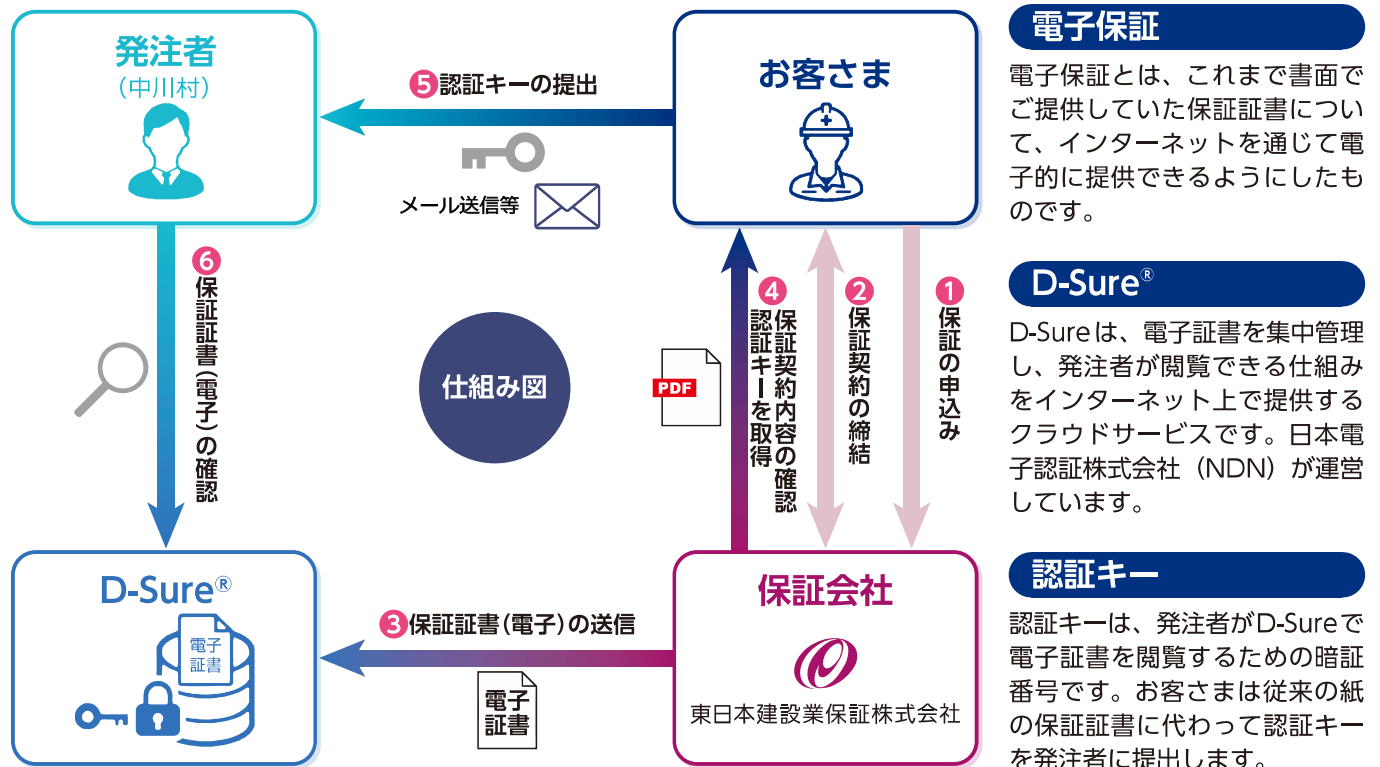 発注者
（中川村）
5認証キーの提出
メール送信等
お客さま
6保証証書（電子）の確認
仕組み図
PDF
4保証契約内容の確認
認証キーを取得
2保証契約の締結
1保証の申込み
D-Sure®
電子
証書
3保証証書（電子）の送信
電子
証書
保証会社
東日本建設業保証株式会社
電子保証
電子保証とは、これまで書面で
ご提供していた保証証書につい
て、インターネットを通じて電
子的に提供できるようにしたも
のです。
D-Sure®
D-Sureは、電子証書を集中管理
し、発注者が閲覧できる仕組み
をインターネット上で提供する
クラウドサービスです。日本電
子認証株式会社（NDN）が運営
しています。
認証キー
認証キーは、発注者がD-Sureで
電子証書を閲覧するための暗証
番号です。お客さまは従来の紙
の保証証書に代わって認証キー
を発注者に提出します。